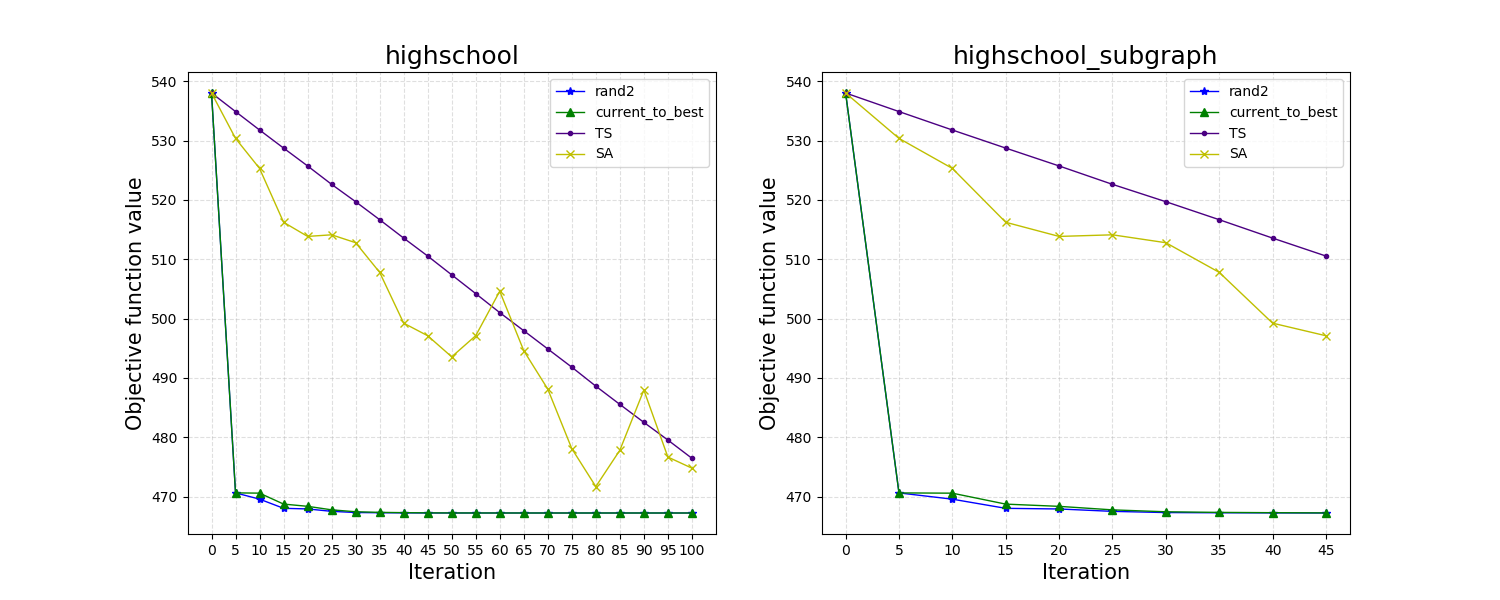 highschool
540
530
520
510
500
490
480
470
Objective function value
rand2
current_to_best
TS
SA
0 5 10 15 20 25 30 35 40 45 50 55 60 65 70 75 80 85 90 95 100
Iteration
highschool_subgraph
540
530
520
510
500
490
480
470
Objective function value
rand2
current_to_best
TS
SA
0 5 10 15 20 25 30 35 40 45
Iteration